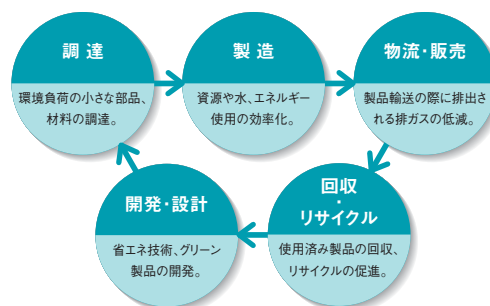 調 達
環境負荷の小さな部品、
材料の調達。
製 造
資源や水、エネルギー
使用の効率化。
物流・販売
製品輸送の際に排出さ
れる排ガスの低減。
回収
・
リサイクル
使用済み製品の回収、
リサイクルの促進。
開発・設計
省エネ技術、グリーン
製品の開発。